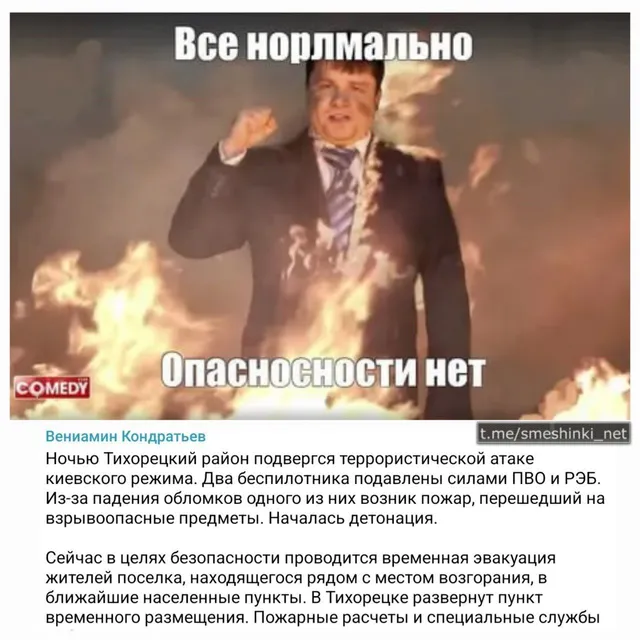 Все норлмально
Опасносности нет
COMEDY
t.me/smeshinki_net
Вениамин Кондратьев
Ночью Тихорецкий район подвергся террористической атаке
киевского режима. Два беспилотника подавлены силами ПВО и РЭБ.
Из-за падения обломков одного из них возник пожар, перешедший на
взрывоопасные предметы. Началась детонация.
Сейчас в целях безопасности проводится временная эвакуация
жителей поселка, находящегося рядом с местом возгорания, в
ближайшие населенные пункты. В Тихорецке развернут пункт
временного размещения. Пожарные расчеты и специальные службы